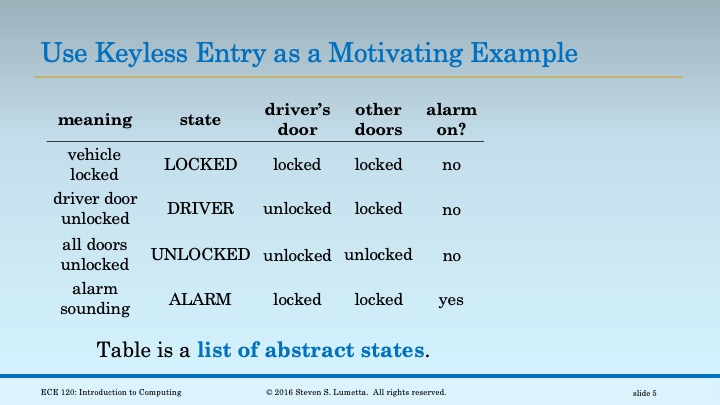 Use Keyless Entry as a Motivating Example
meaning state driver's door other doors alarm on?
vehicle locked LOCKED locked locked no
driver door unlocked DRIVER unlocked locked no
all doors unlocked UNLOCKED unlocked unlocked no
alarm sounding ALARM locked locked yes
Table is a list of abstract states.
ECE 120: Introduction to Computing © 2016 Steven S. Lumetta. All rights reserved. slide 5